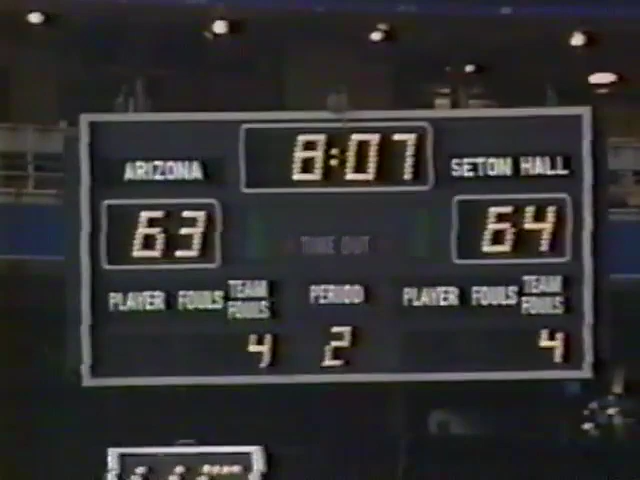 8:07
ARIZONA SETON HALL
63 TIME OUT 64
PLAYER FOULS TEAM FOULS PERIOD PLAYER FOULS TEAM FOULS
4 2 4